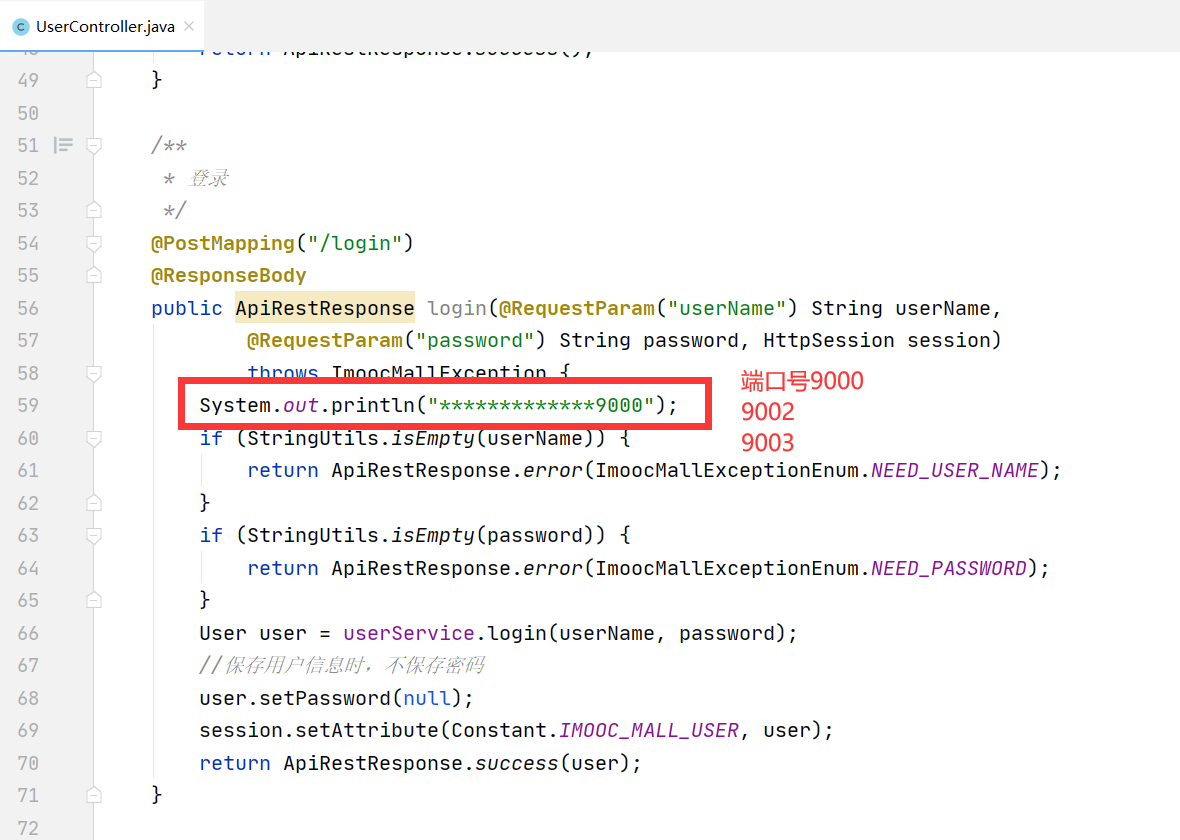 UserController.java
48 return ApiRestResponse.success();
49 }
50
51 /**
52 * 登录
53 */
54 @PostMapping("/login")
55 @ResponseBody
56 public ApiRestResponse login(@RequestParam("userName") String userName,
57 @RequestParam("password") String password, HttpSession session)
58 throws ImoocMallException {
59 System.out.println("*************9000");
端口号9000
9002
9003
60 if (StringUtils.isEmpty(userName)) {
61 return ApiRestResponse.error(ImoocMallExceptionEnum.NEED_USER_NAME);
62 }
63 if (StringUtils.isEmpty(password)) {
64 return ApiRestResponse.error(ImoocMallExceptionEnum.NEED_PASSWORD);
65 }
66 User user = userService.login(userName, password);
67 //保存用户信息时，不保存密码
68 user.setPassword(null);
69 session.setAttribute(Constant.IMOOC_MALL_USER, user);
70 return ApiRestResponse.success(user);
71 }
72